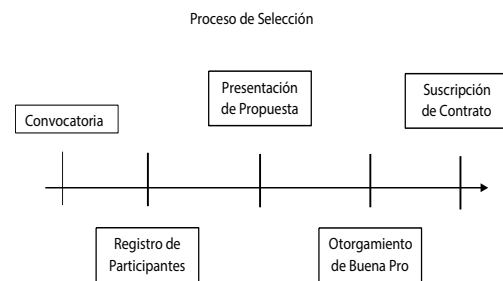 Proceso de Selección
Convocatoria
Presentación
de Propuesta
Suscripción
de Contrato
Registro de
Participantes
Otorgamiento
de Buena Pro